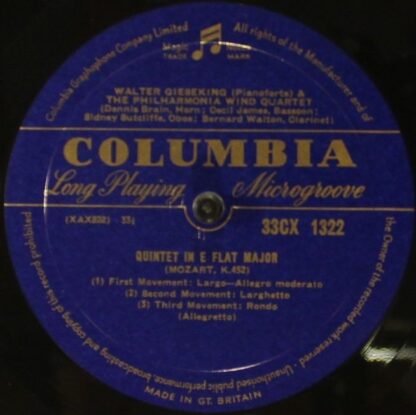 Columbia Graphophone Company Limited
All rights of the Manufacturer and of
the Owner of the recorded work reserved · Unauthorised public performance, broadcasting and copying of this record prohibited
Magic Notes
TRADE MARK
WALTER GIESEKING (Pianoforte) &
THE PHILHARMONIA WIND QUARTET
(Dennis Brain, Horn; Cecil James, Bassoon;
Sidney Sutcliffe, Oboe; Bernard Walton, Clarinet)
COLUMBIA
Long Playing Microgroove
(XAX832) 33⅓
33CX 1322
QUINTET IN E FLAT MAJOR
(MOZART, K.452)
(1) First Movement: Largo—Allegro moderato
(2) Second Movement: Larghetto
(3) Third Movement: Rondo
(Allegretto)
MADE IN GT. BRITAIN